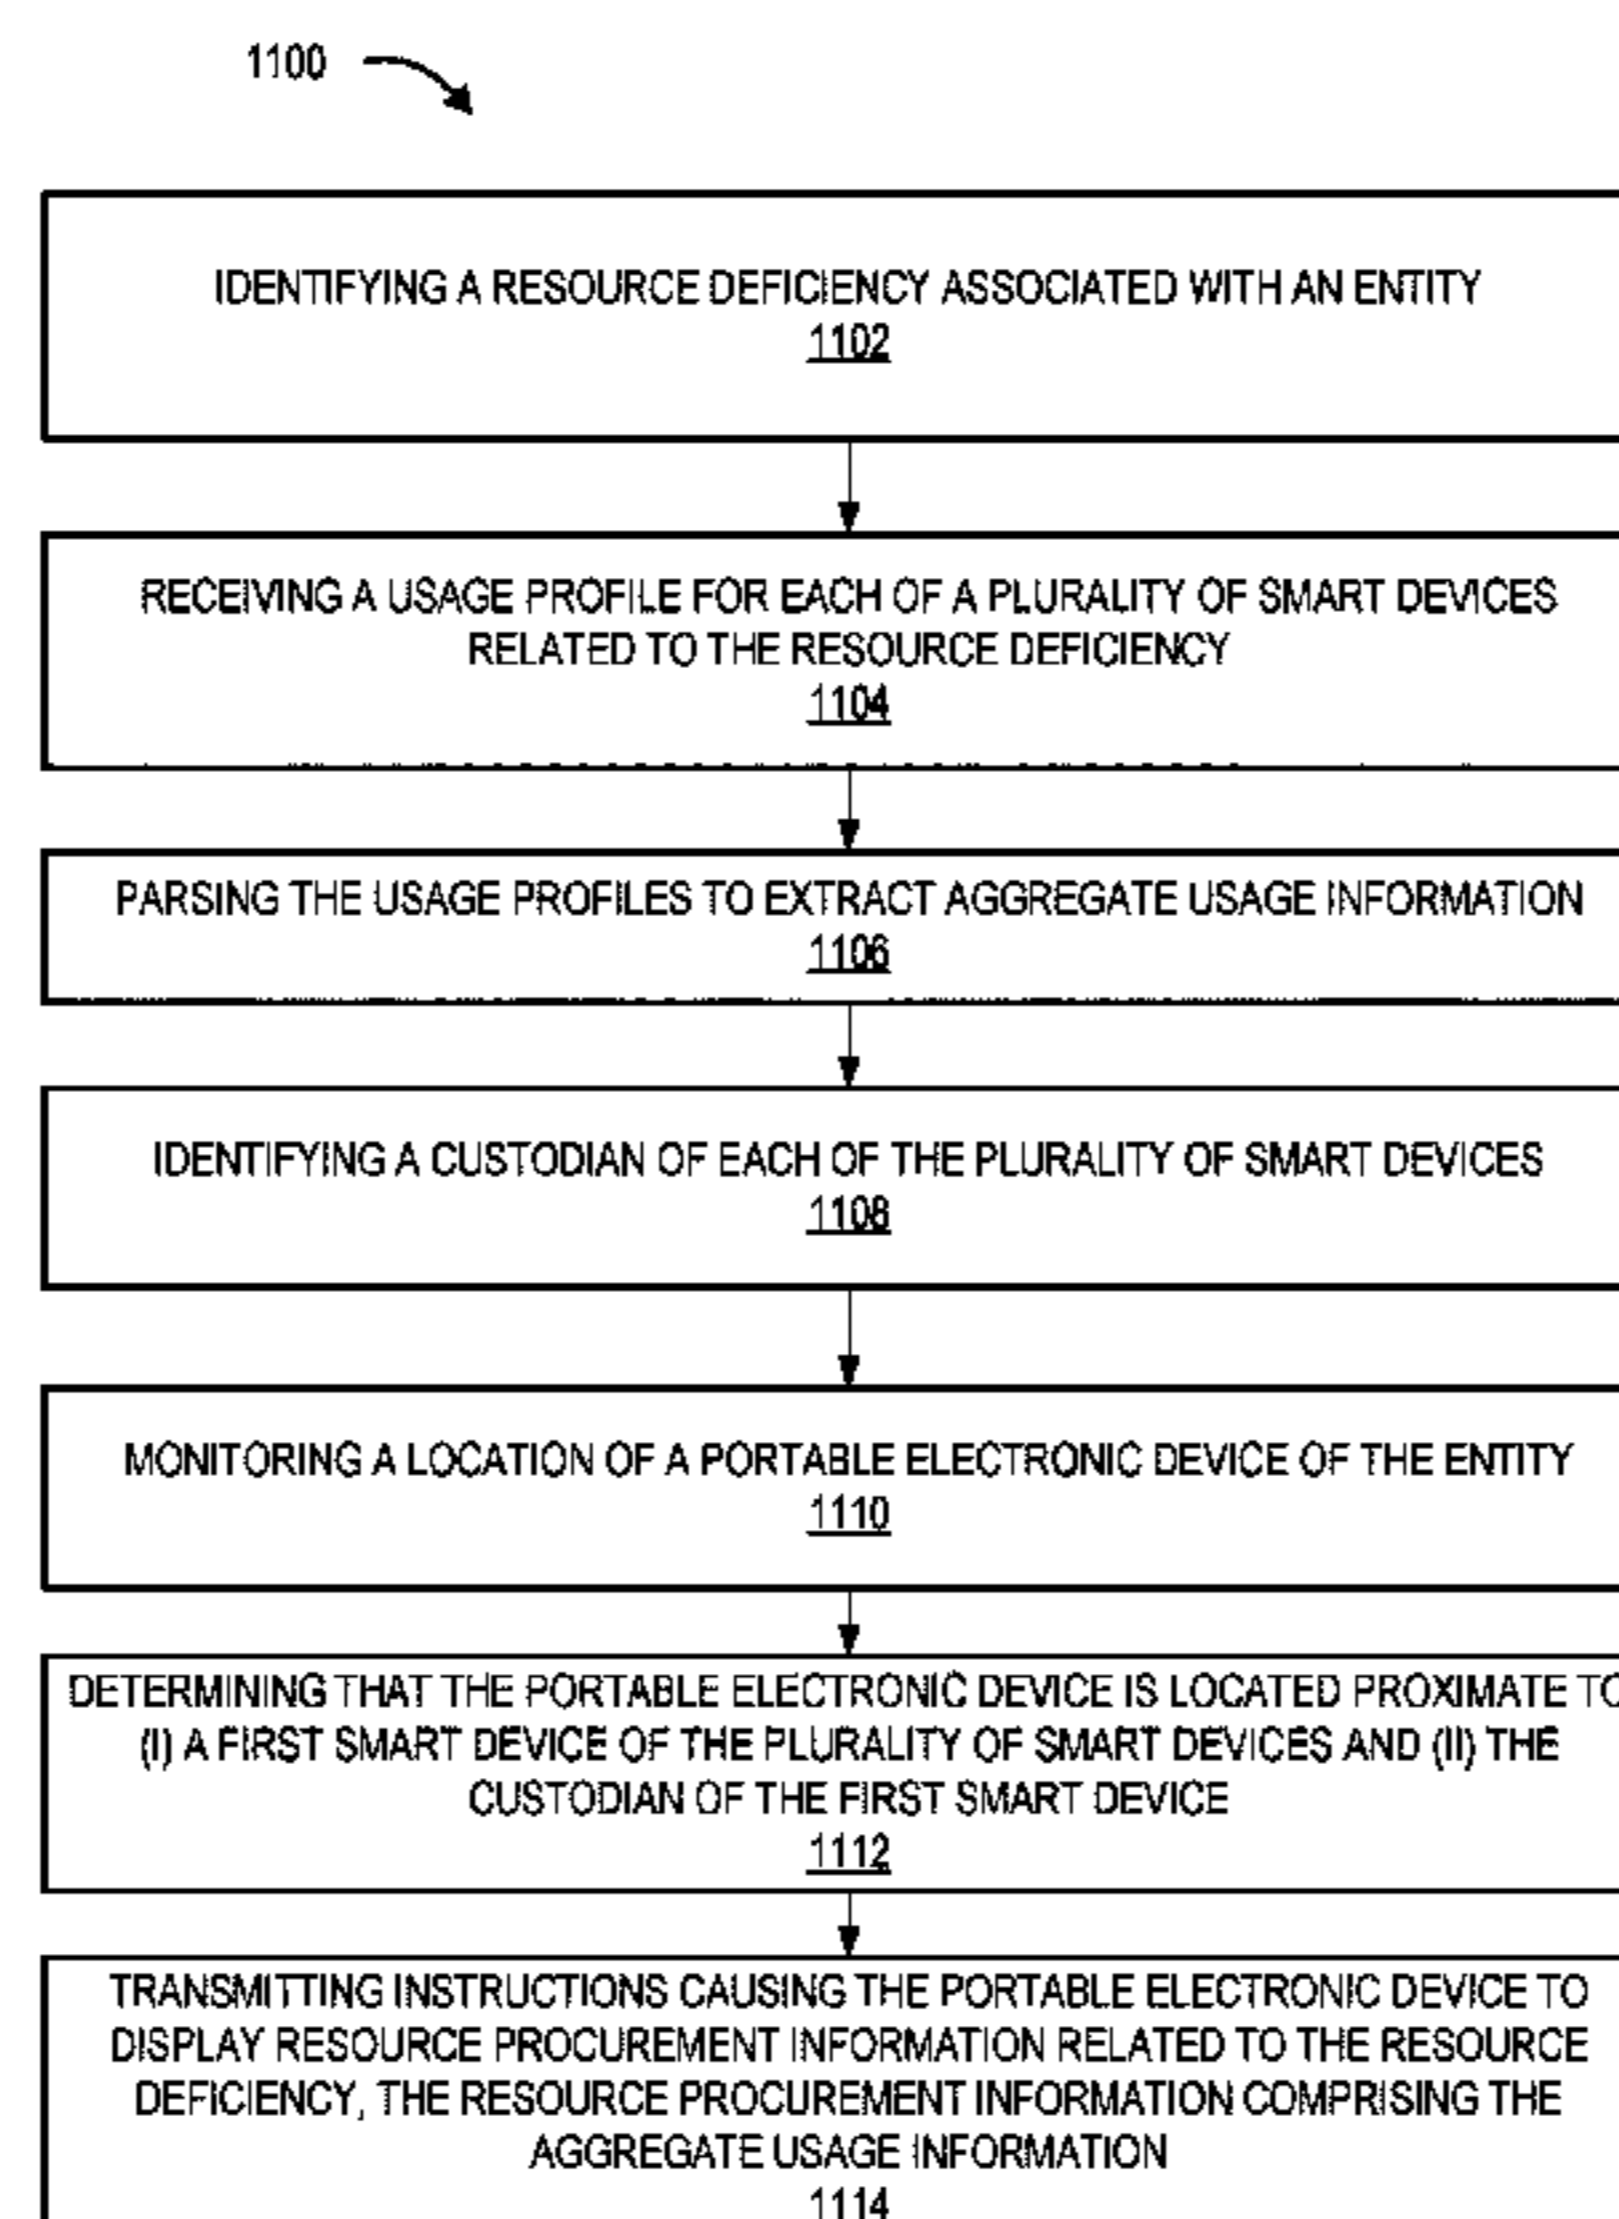 1100
IDENTIFYING A RESOURCE DEFICIENCY ASSOCIATED WITH AN ENTITY
1102
RECEIVING A USAGE PROFILE FOR EACH OF A PLURALITY OF SMART DEVICES
RELATED TO THE RESOURCE DEFICIENCY
1104
PARSING THE USAGE PROFILES TO EXTRACT AGGREGATE USAGE INFORMATION
1106
IDENTIFYING A CUSTODIAN OF EACH OF THE PLURALITY OF SMART DEVICES
1108
MONITORING A LOCATION OF A PORTABLE ELECTRONIC DEVICE OF THE ENTITY
1110
DETERMINING THAT THE PORTABLE ELECTRONIC DEVICE IS LOCATED PROXIMATE TO
(I) A FIRST SMART DEVICE OF THE PLURALITY OF SMART DEVICES AND (II) THE
CUSTODIAN OF THE FIRST SMART DEVICE
1112
TRANSMITTING INSTRUCTIONS CAUSING THE PORTABLE ELECTRONIC DEVICE TO
DISPLAY RESOURCE PROCUREMENT INFORMATION RELATED TO THE RESOURCE
DEFICIENCY, THE RESOURCE PROCUREMENT INFORMATION COMPRISING THE
AGGREGATE USAGE INFORMATION
1114